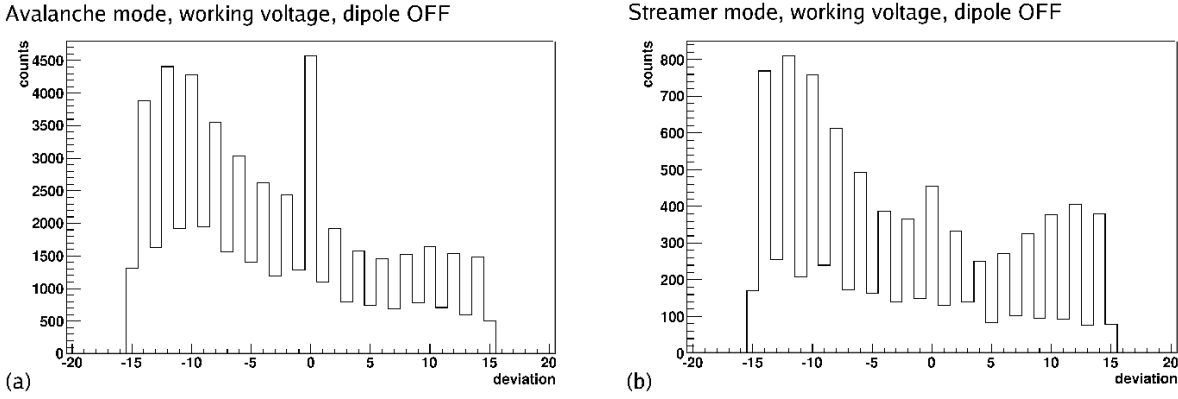 Avalanche mode, working voltage, dipole OFF
counts
4500
4000
3500
3000
2500
2000
1500
1000
500
0
-20 -15 -10 -5 0 5 10 15 20
deviation
(a)
Streamer mode, working voltage, dipole OFF
counts
800
700
600
500
400
300
200
100
0
-20 -15 -10 -5 0 5 10 15 20
deviation
(b)